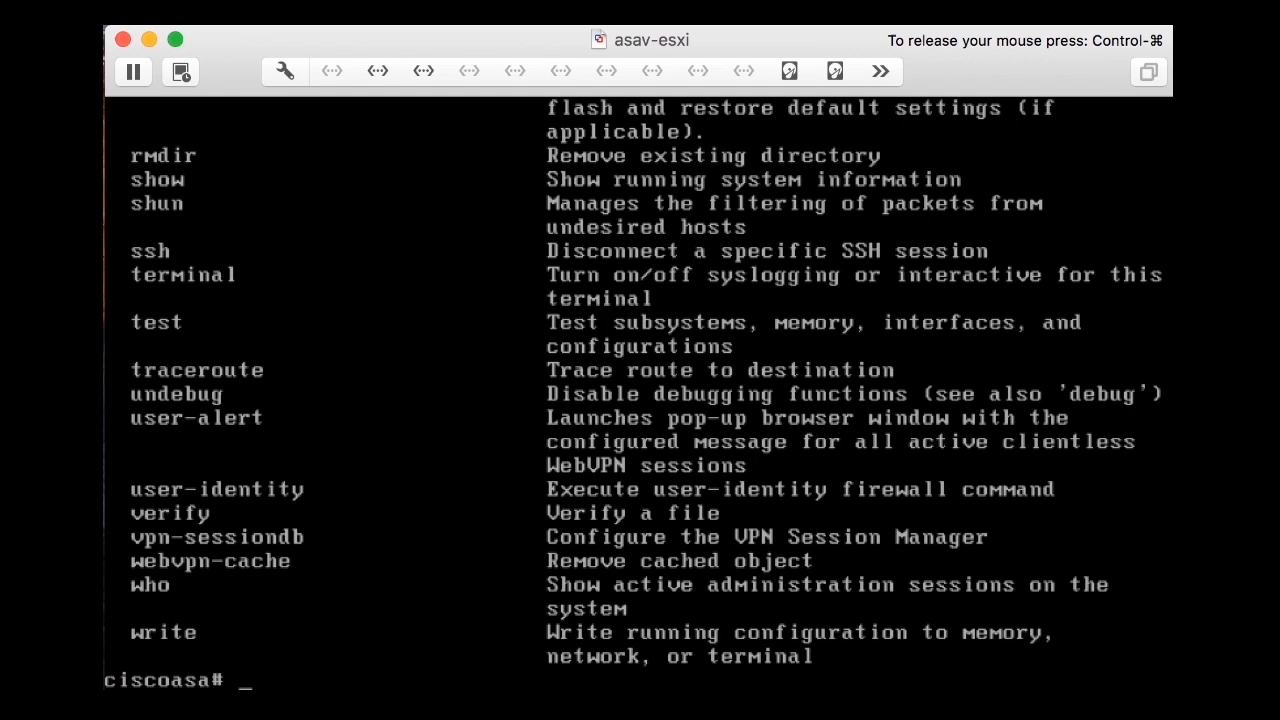 asav-esxi
To release your mouse press: Control-⌘
flash and restore default settings (if
applicable).
rmdir Remove existing directory
show Show running system information
shun Manages the filtering of packets from
undesired hosts
ssh Disconnect a specific SSH session
terminal Turn on/off syslogging or interactive for this
terminal
test Test subsystems, memory, interfaces, and
configurations
traceroute Trace route to destination
undebug Disable debugging functions (see also 'debug')
user-alert Launches pop-up browser window with the
configured message for all active clientless
WebVPN sessions
user-identity Execute user-identity firewall command
verify Verify a file
vpn-sessiondb Configure the VPN Session Manager
webvpn-cache Remove cached object
who Show active administration sessions on the
system
write Write running configuration to memory,
network, or terminal
ciscoasa# _